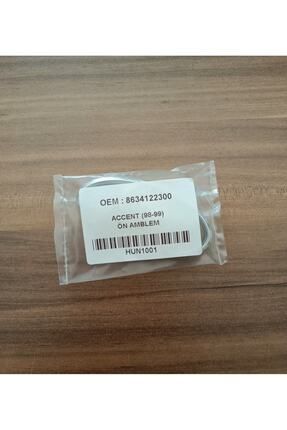 OEM : 8634122300
ACCENT (98-99)
ÖN AMBLEM
HUN1001